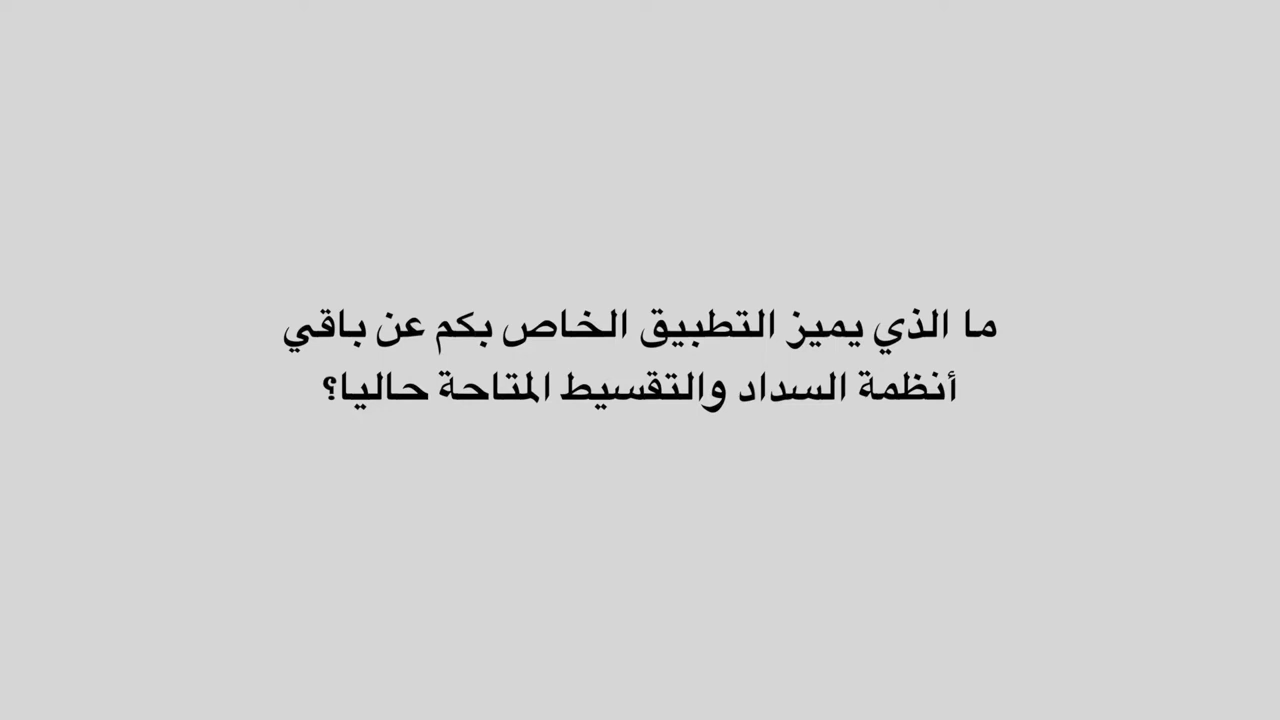 ما الذي يميز التطبيق الخاص بكم عن باقي
أنظمة السداد والتقسيط المتاحة حاليا؟